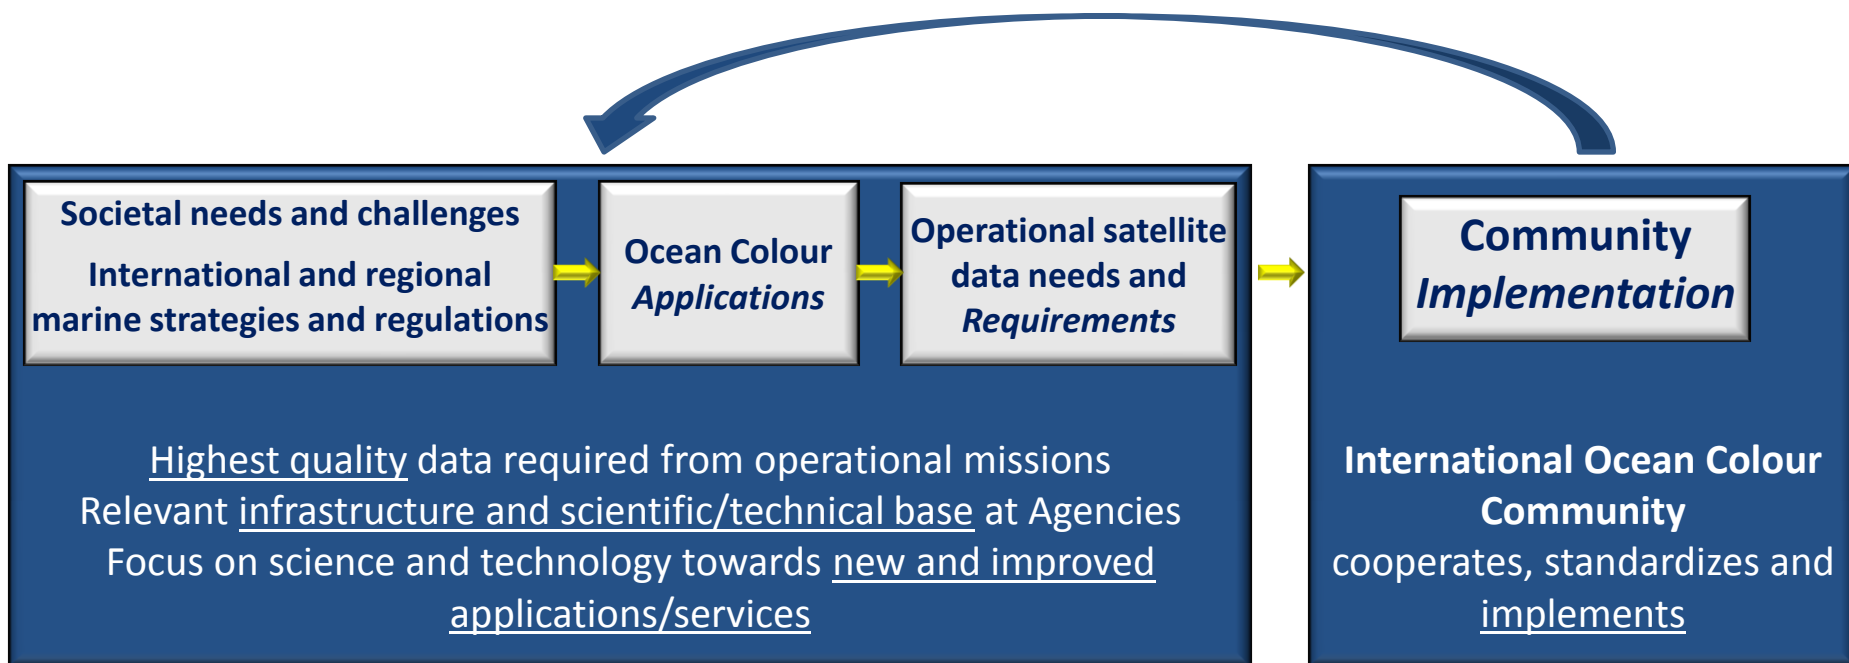 Societal needs and challenges
International and regional
marine strategies and regulations
Ocean Colour
Applications
Operational satellite
data needs and
Requirements
Highest quality data required from operational missions
Relevant infrastructure and scientific/technical base at Agencies
Focus on science and technology towards new and improved
applications/services
Community
Implementation
International Ocean Colour
Community
cooperates, standardizes and
implements